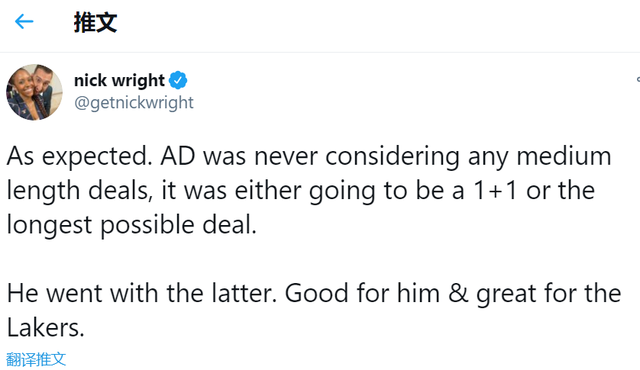 推文
nick wright
@getnickwright
As expected. AD was never considering any medium
length deals, it was either going to be a 1+1 or the
longest possible deal.
He went with the latter. Good for him & great for the
Lakers.
翻译推文